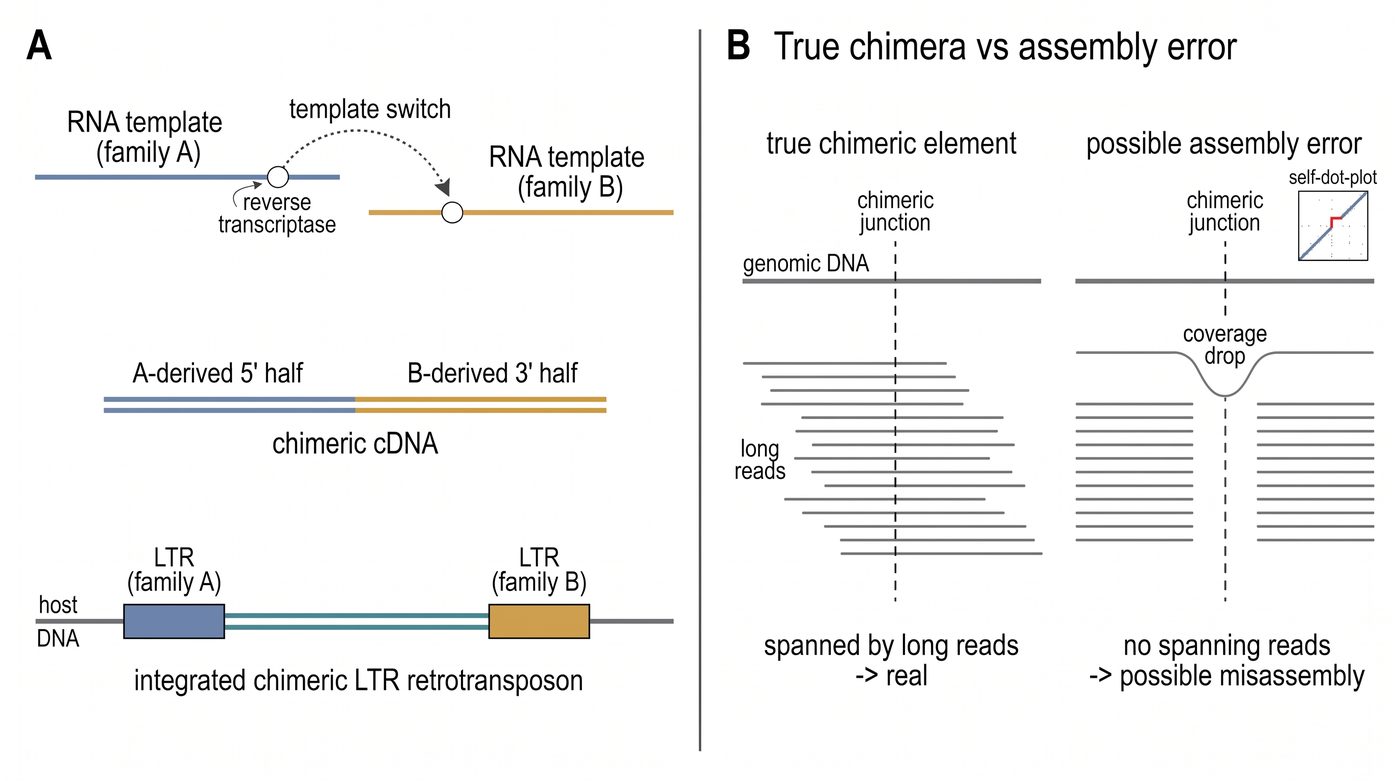 A
RNA template
(family A)
template switch
RNA template
(family B)
reverse
transcriptase
A-derived 5' half
B-derived 3' half
chimeric cDNA
LTR
(family A)
LTR
(family B)
host
DNA
integrated chimeric LTR retrotransposon
B True chimera vs assembly error
true chimeric element
chimeric
junction
genomic DNA
long
reads
spanned by long reads
-> real
possible assembly error
self-dot-plot
chimeric
junction
coverage
drop
no spanning reads
-> possible misassembly